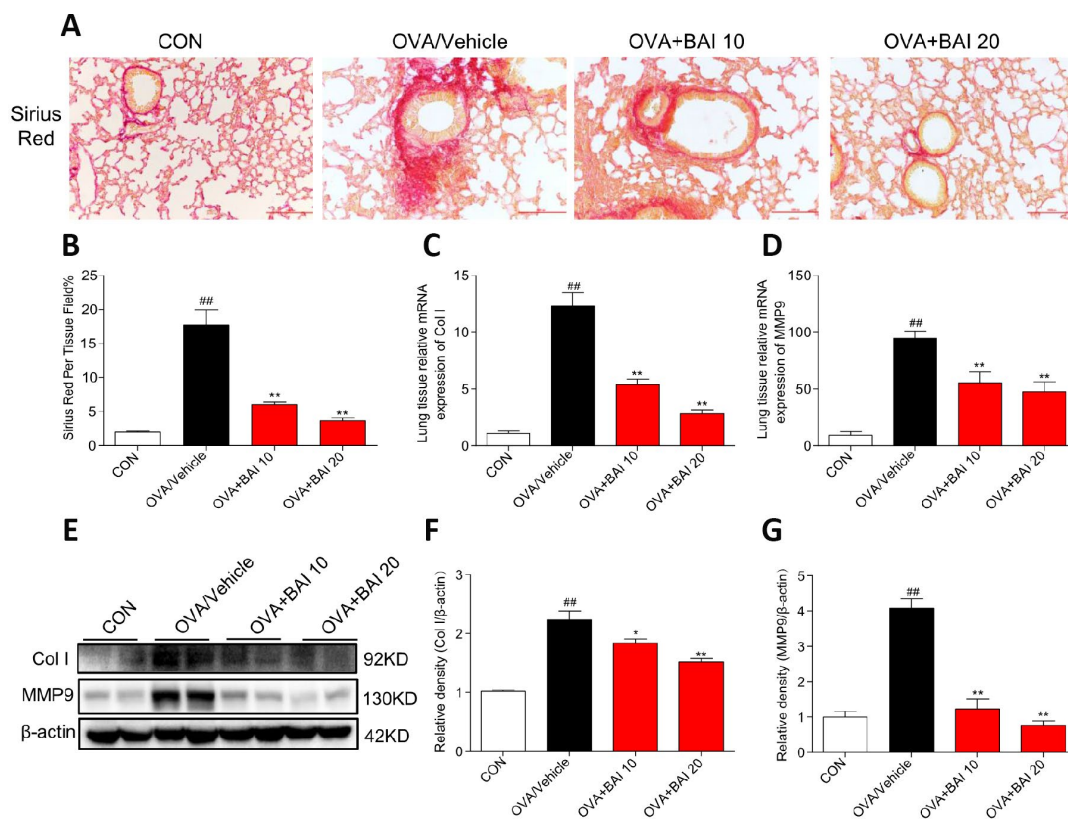 A
CON
OVA/Vehicle
OVA+BAI 10
OVA+BAI 20
Sirius
Red
B
Sirius Red Per Tissue Field%
25
20
15
10
5
0
##
**
**
CON
OVA/Vehicle
OVA+BAI 10
OVA+BAI 20
C
Lung tissue relative mRNA
expression of Col I
15
10
5
0
##
**
**
CON
OVA/Vehicle
OVA+BAI 10
OVA+BAI 20
D
Lung tissue relative mRNA
expression of MMP9
150
100
50
0
##
**
**
CON
OVA/Vehicle
OVA+BAI 10
OVA+BAI 20
E
CON
OVA/Vehicle
OVA+BAI 10
OVA+BAI 20
Col I
92KD
MMP9
130KD
β-actin
42KD
F
Relative density (Col I/β-actin)
3
2
1
0
##
*
**
CON
OVA/Vehicle
OVA+BAI 10
OVA+BAI 20
G
Relative density (MMP9/β-actin)
5
4
3
2
1
0
##
**
**
CON
OVA/Vehicle
OVA+BAI 10
OVA+BAI 20